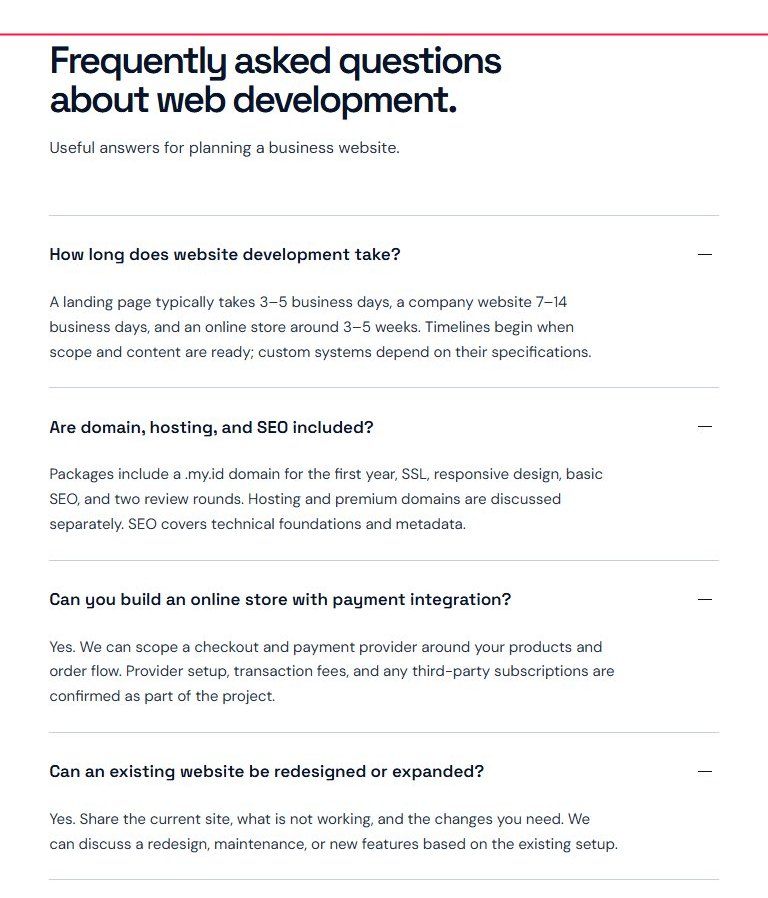 Frequently asked questions
about web development.
Useful answers for planning a business website.
How long does website development take?
A landing page typically takes 3–5 business days, a company website 7–14
business days, and an online store around 3–5 weeks. Timelines begin when
scope and content are ready; custom systems depend on their specifications.
Are domain, hosting, and SEO included?
Packages include a .my.id domain for the first year, SSL, responsive design, basic
SEO, and two review rounds. Hosting and premium domains are discussed
separately. SEO covers technical foundations and metadata.
Can you build an online store with payment integration?
Yes. We can scope a checkout and payment provider around your products and
order flow. Provider setup, transaction fees, and any third-party subscriptions are
confirmed as part of the project.
Can an existing website be redesigned or expanded?
Yes. Share the current site, what is not working, and the changes you need. We
can discuss a redesign, maintenance, or new features based on the existing setup.